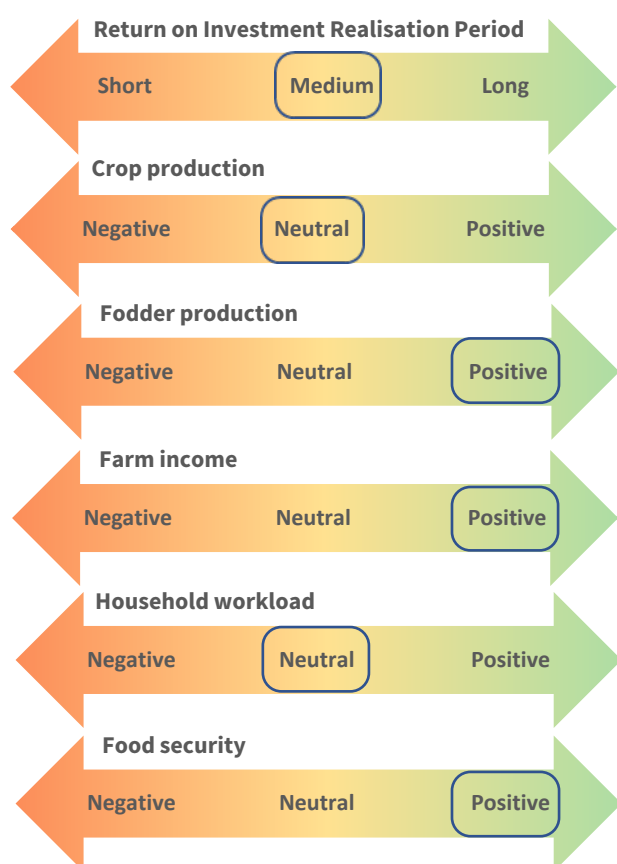 Return on Investment Realisation Period
Short Medium Long
Crop production
Negative Neutral Positive
Fodder production
Negative Neutral Positive
Farm income
Negative Neutral Positive
Household workload
Negative Neutral Positive
Food security
Negative Neutral Positive